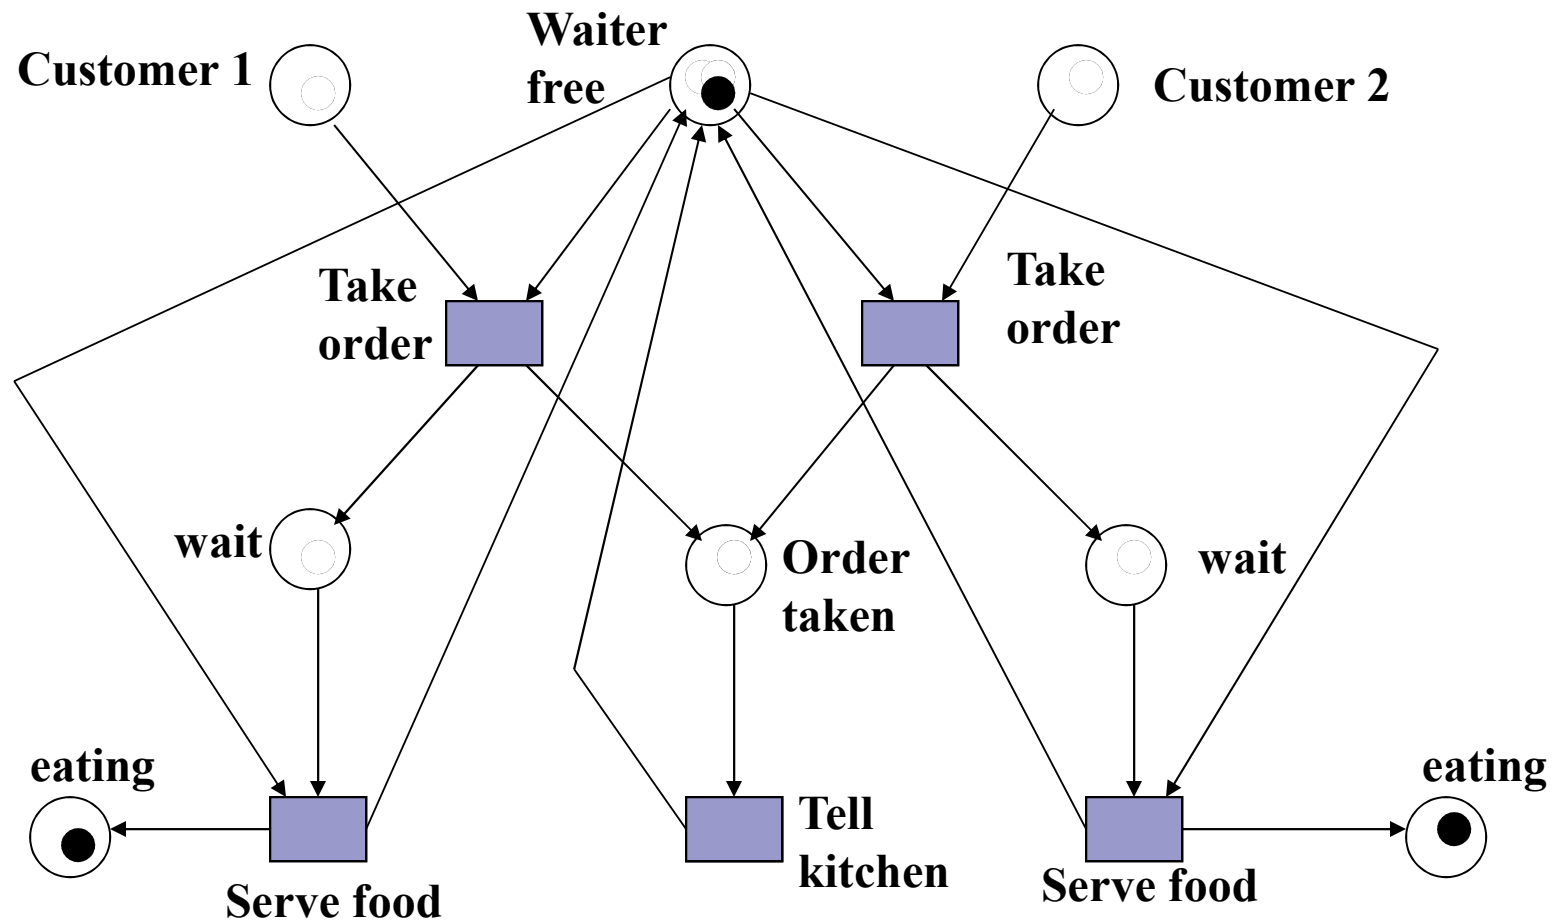 Customer 1
Waiter
free
Customer 2
Take
order
Take
order
wait
Order
taken
wait
eating
Serve food
Tell
kitchen
Serve food
eating